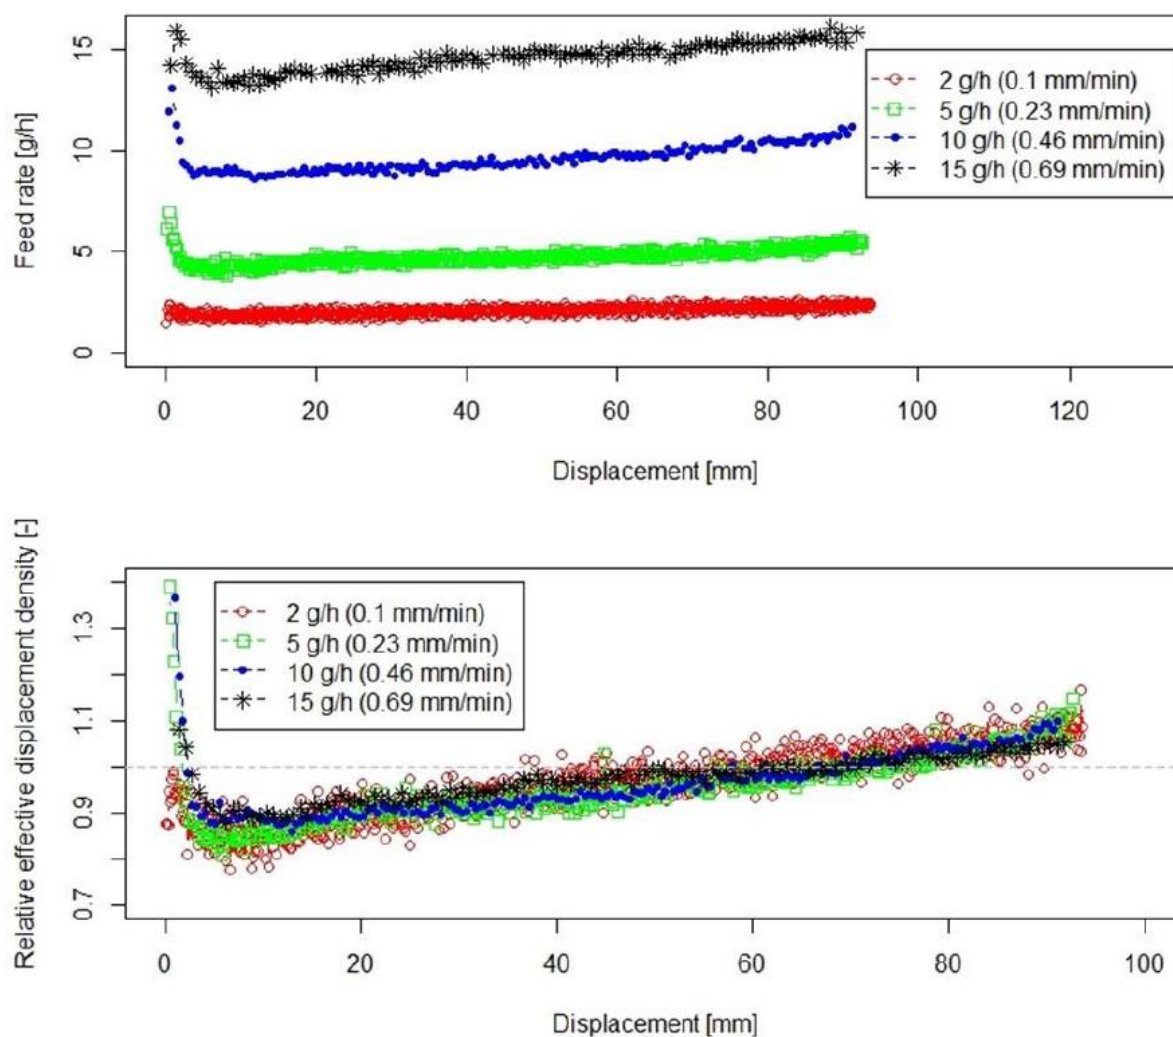 15
10
5
0
Feed rate [g/h]
2 g/h (0.1 mm/min)
5 g/h (0.23 mm/min)
10 g/h (0.46 mm/min)
15 g/h (0.69 mm/min)
0 20 40 60 80 100 120
Displacement [mm]
Relative effective displacement density [-]
1.3
1.1
0.9
0.7
2 g/h (0.1 mm/min)
5 g/h (0.23 mm/min)
10 g/h (0.46 mm/min)
15 g/h (0.69 mm/min)
0 20 40 60 80 100
Displacement [mm]